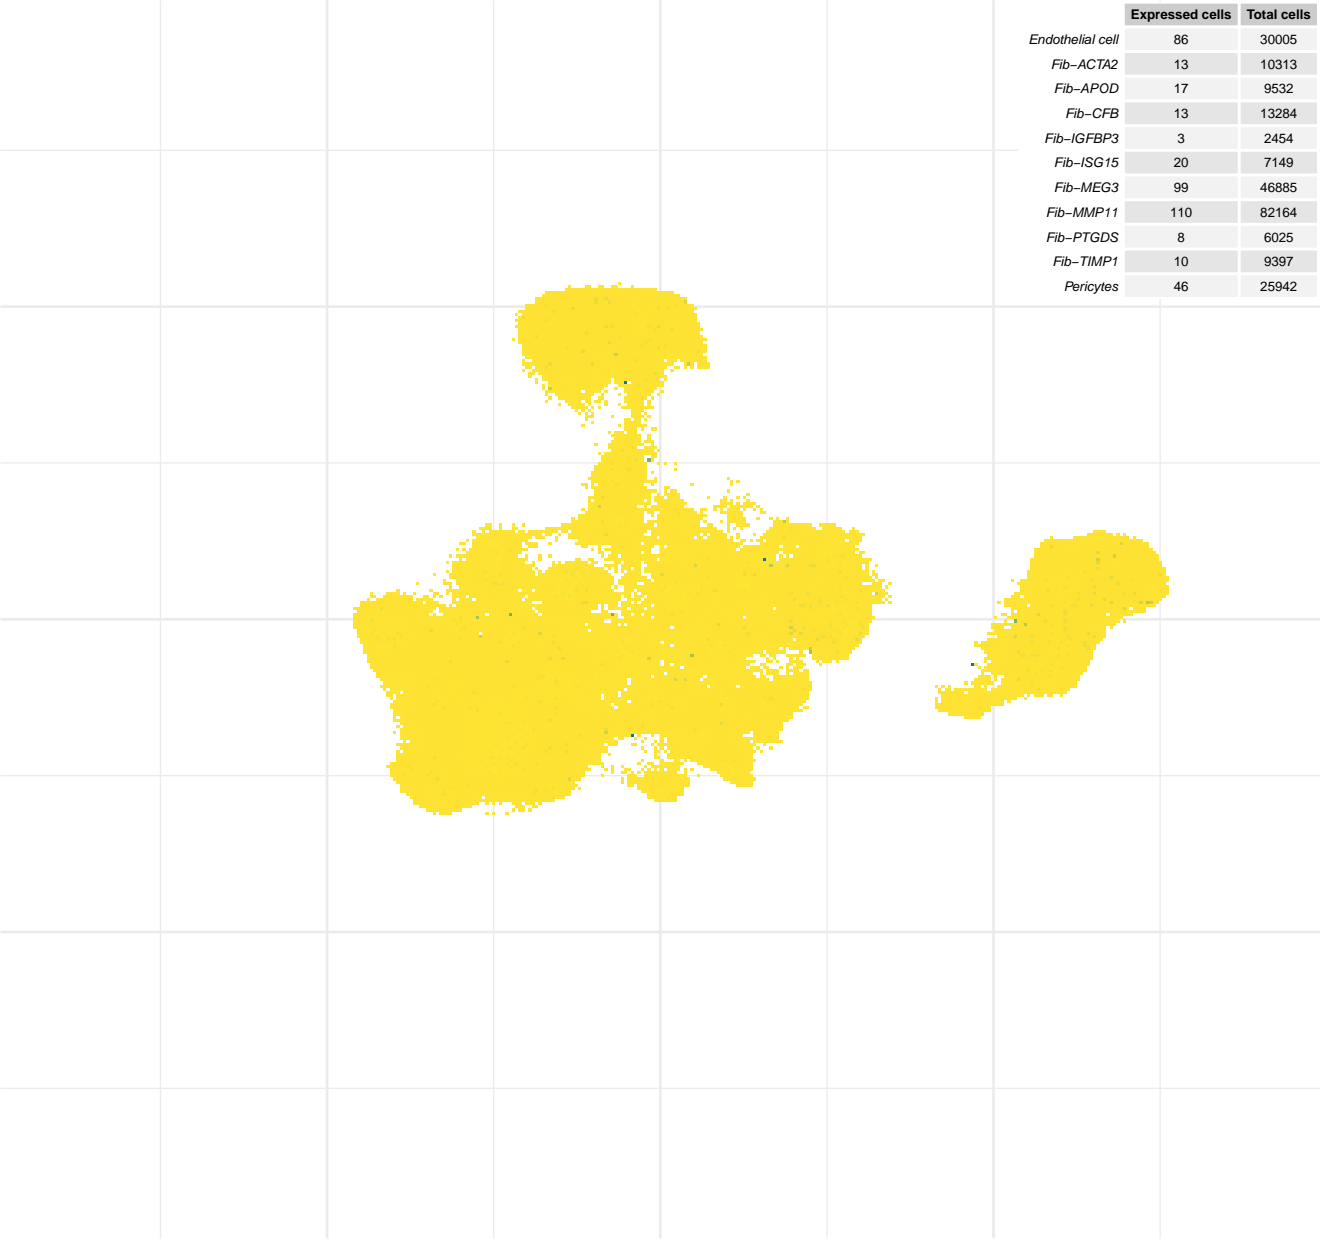 Expressed cells Total cells
Endothelial cell 86 30005
Fib−ACTA2 13 10313
Fib−APOD 17 9532
Fib−CFB 13 13284
Fib−IGFBP3 3 2454
Fib−ISG15 20 7149
Fib−MEG3 99 46885
Fib−MMP11 110 82164
Fib−PTGDS 8 6025
Fib−TIMP1 10 9397
Pericytes 46 25942